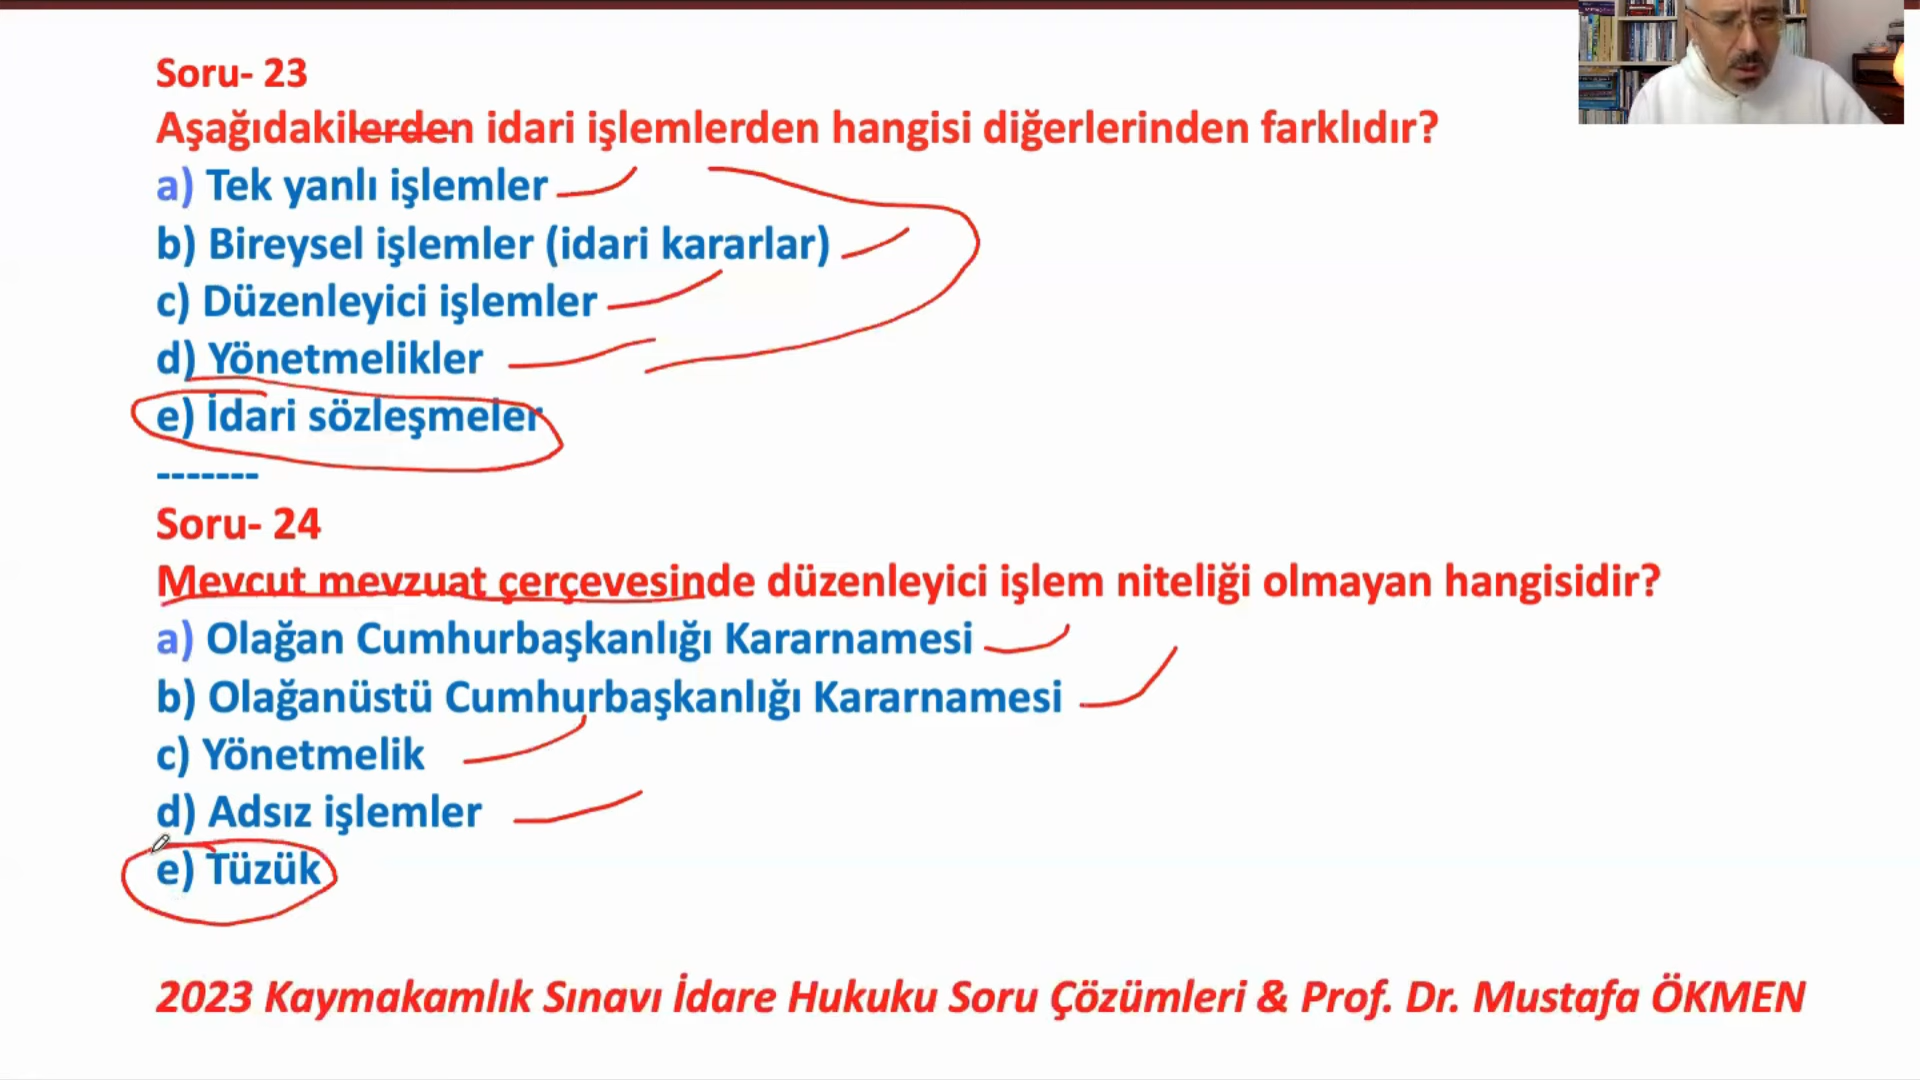 Soru- 23
Aşağıdakilerden idari işlemlerden hangisi diğerlerinden farklıdır?
a) Tek yanlı işlemler
b) Bireysel işlemler (idari kararlar)
c) Düzenleyici işlemler
d) Yönetmelikler
e) İdari sözleşmeler
-------
Soru- 24
Mevcut mevzuat çerçevesinde düzenleyici işlem niteliği olmayan hangisidir?
a) Olağan Cumhurbaşkanlığı Kararnamesi
b) Olağanüstü Cumhurbaşkanlığı Kararnamesi
c) Yönetmelik
d) Adsız işlemler
e) Tüzük
2023 Kaymakamlık Sınavı İdare Hukuku Soru Çözümleri & Prof. Dr. Mustafa ÖKMEN